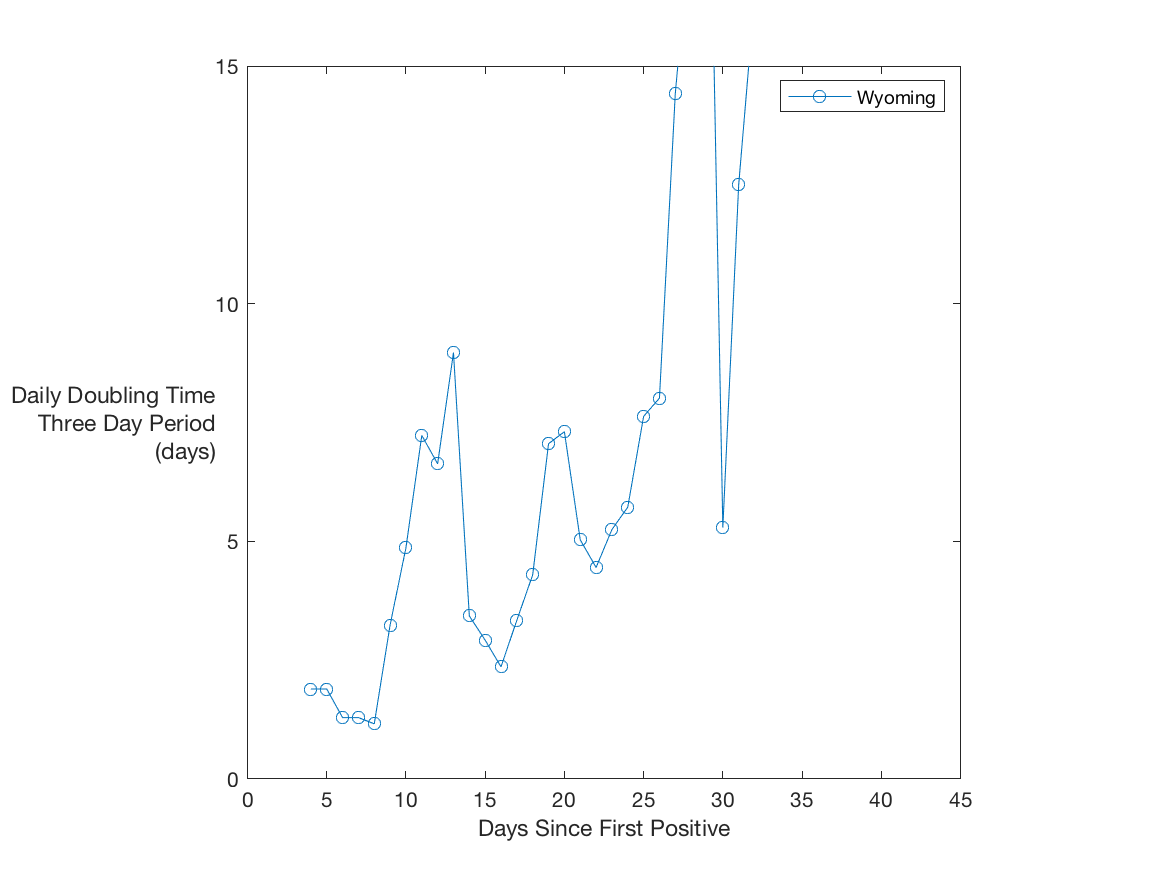 15
10
5
0
Daily Doubling Time
Three Day Period
(days)
0 5 10 15 20 25 30 35 40 45
Days Since First Positive
Wyoming